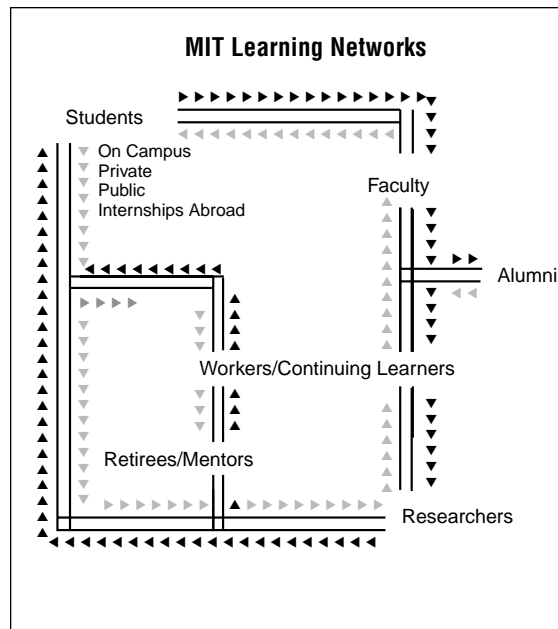 MIT Learning Networks
Students
On Campus
Private
Public
Internships Abroad
Faculty
Alumni
Workers/Continuing Learners
Retirees/Mentors
Researchers